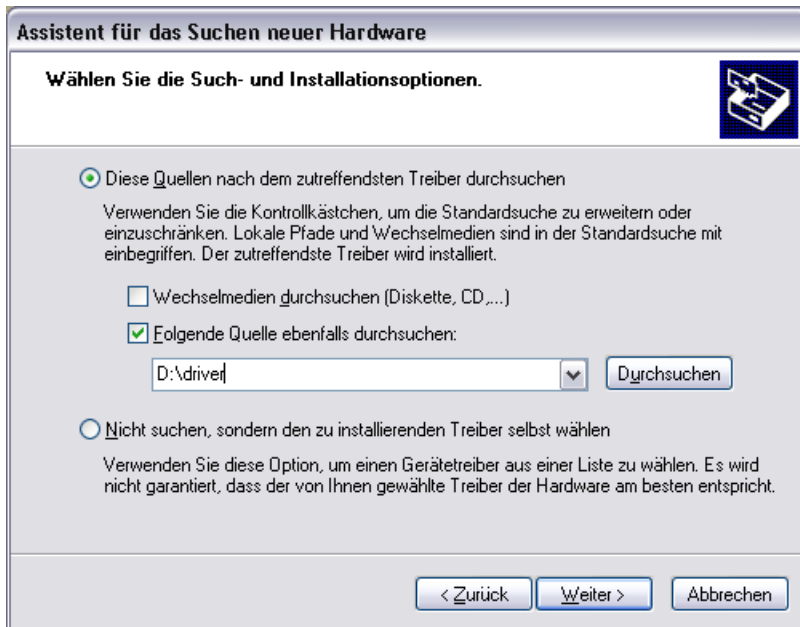 Assistent für das Suchen neuer Hardware
Wählen Sie die Such- und Installationsoptionen.
Diese Quellen nach dem zutreffendsten Treiber durchsuchen
Verwenden Sie die Kontrollkästchen, um die Standardsuche zu erweitern oder
einzuschränken. Lokale Pfade und Wechselmedien sind in der Standardsuche mit
einbegriffen. Der zutreffendste Treiber wird installiert.
Wechselmedien durchsuchen (Diskette, CD,...)
Folgende Quelle ebenfalls durchsuchen:
D:\driver
Durchsuchen
Nicht suchen, sondern den zu installierenden Treiber selbst wählen
Verwenden Sie diese Option, um einen Gerätetreiber aus einer Liste zu wählen. Es wird
nicht garantiert, dass der von Ihnen gewählte Treiber der Hardware am besten entspricht.
< Zurück
Weiter >
Abbrechen